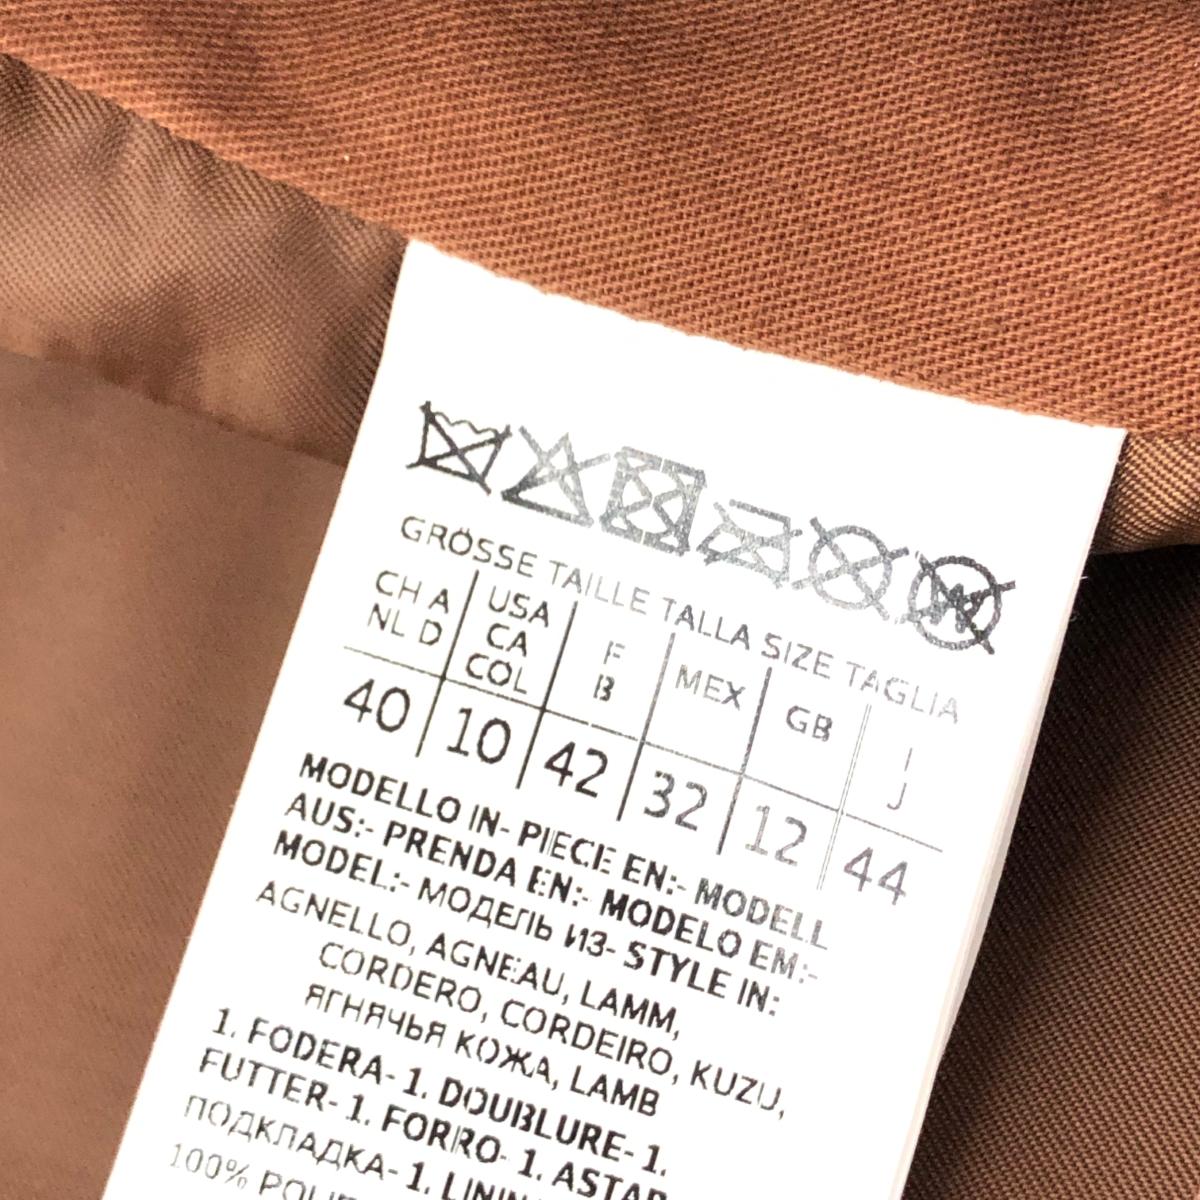 GRÖSSE TAILLE TALLA SIZE TAGLIA
CH A NL D USA CA COL F B MEX GB I J
40 10 42 32 12 44
MODELLO IN- PIECE EN:- MODELL
AUS:- PRENDA EN:- MODELO EM:-
MODEL:- МОДЕЛЬ ИЗ- STYLE IN:
AGNELLO, AGNEAU, LAMM,
CORDERO, CORDEIRO, KUZU,
ЯГНЯЧЬЯ КОЖА, LAMB
1. FODERA- 1. DOUBLURE- 1.
FUTTER- 1. FORRO- 1. ASTAR
ПОДКЛАДКА- 1.
100%